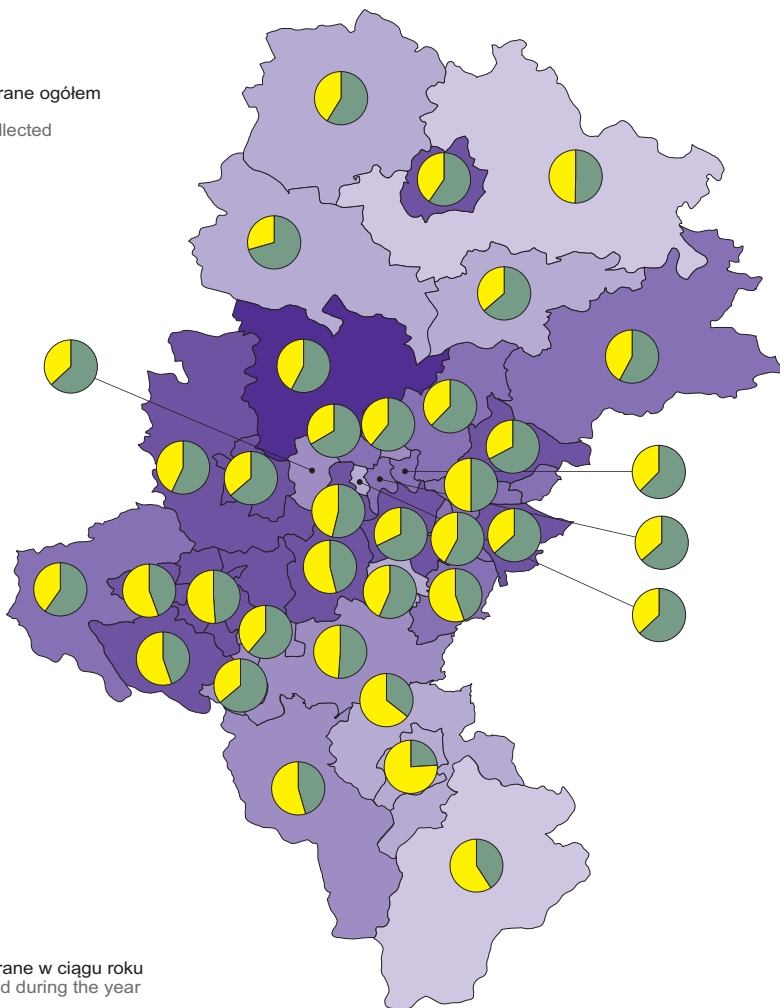 rane ogółem
llected
rane w ciągu roku
d during the year